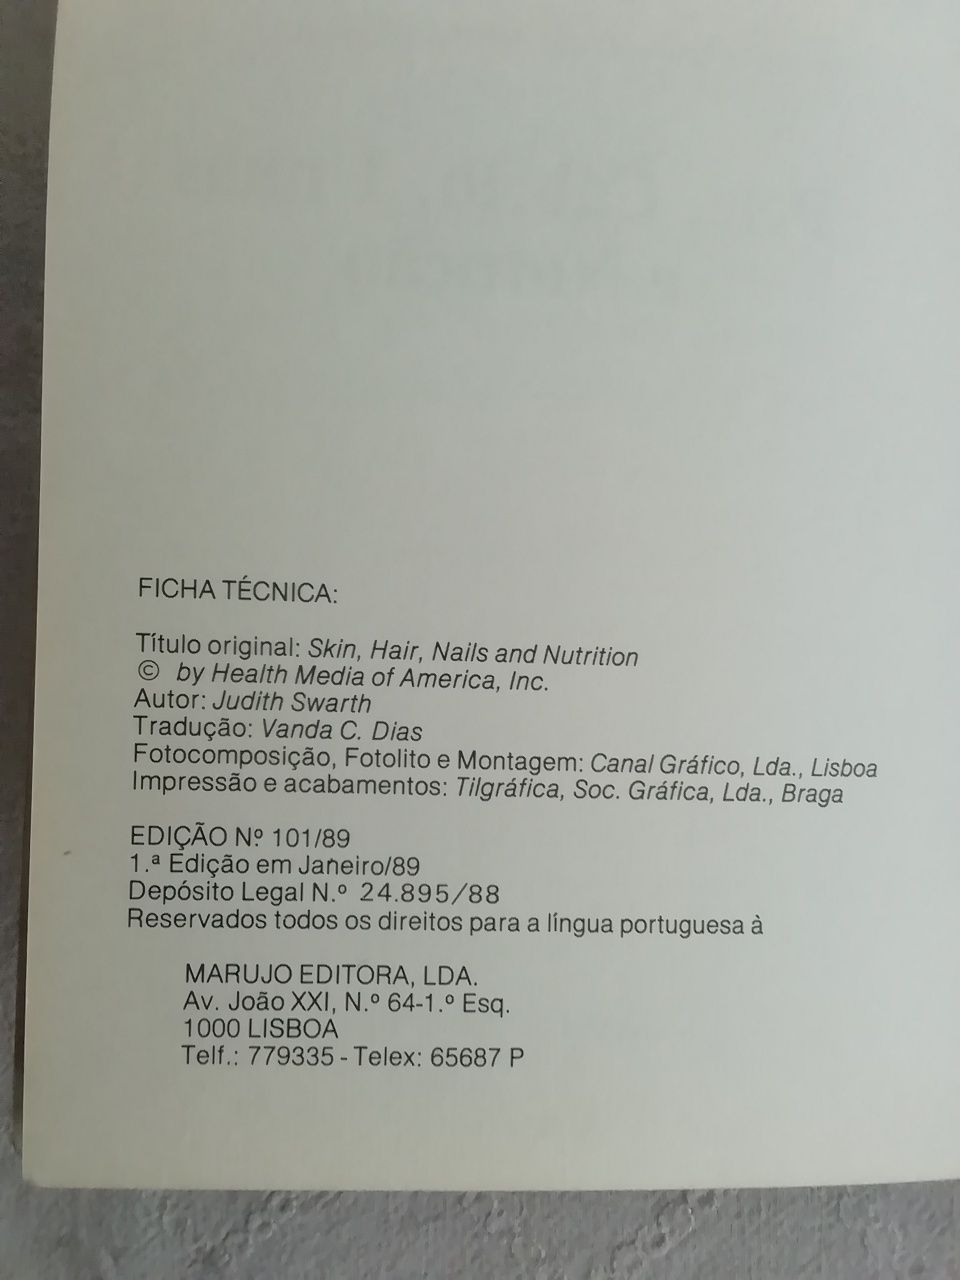 FICHA TÉCNICA:
Título original: Skin, Hair, Nails and Nutrition
© by Health Media of America, Inc.
Autor: Judith Swarth
Tradução: Vanda C. Dias
Fotocomposição, Fotolito e Montagem: Canal Gráfico, Lda., Lisboa
Impressão e acabamentos: Tilgráfica, Soc. Gráfica, Lda., Braga
EDIÇÃO N.º 101/89
1.ª Edição em Janeiro/89
Depósito Legal N.º 24.895/88
Reservados todos os direitos para a língua portuguesa à
MARUJO EDITORA, LDA.
Av. João XXI, N.º 64-1.º Esq.
1000 LISBOA
Telf.: 779335 - Telex: 65687 P